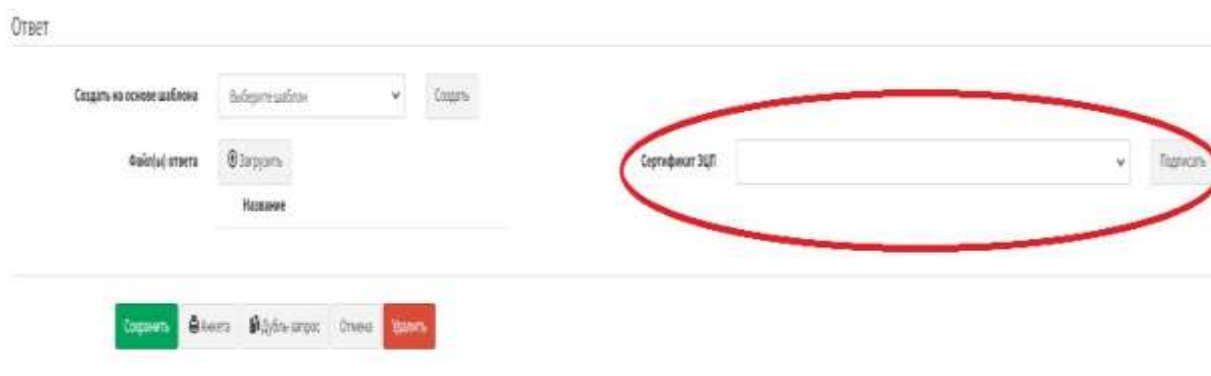 Ответ
Создать на основе шаблона Выберите шаблон Создать
Файл(ы) ответа Загрузить Сертификат ЭЦП Подписать
Название
Сохранить Анкета Дубль-запрос Отмена Удалить